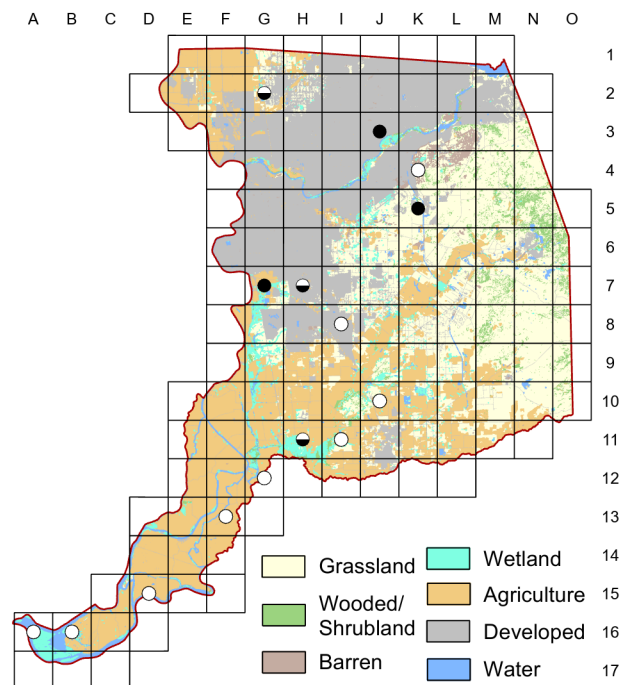 A B C D E F G H I J K L M N O
1
2
3
4
5
6
7
8
9
10
11
12
13
14
15
16
17
Grassland
Wooded/
Shrubland
Barren
Wetland
Agriculture
Developed
Water